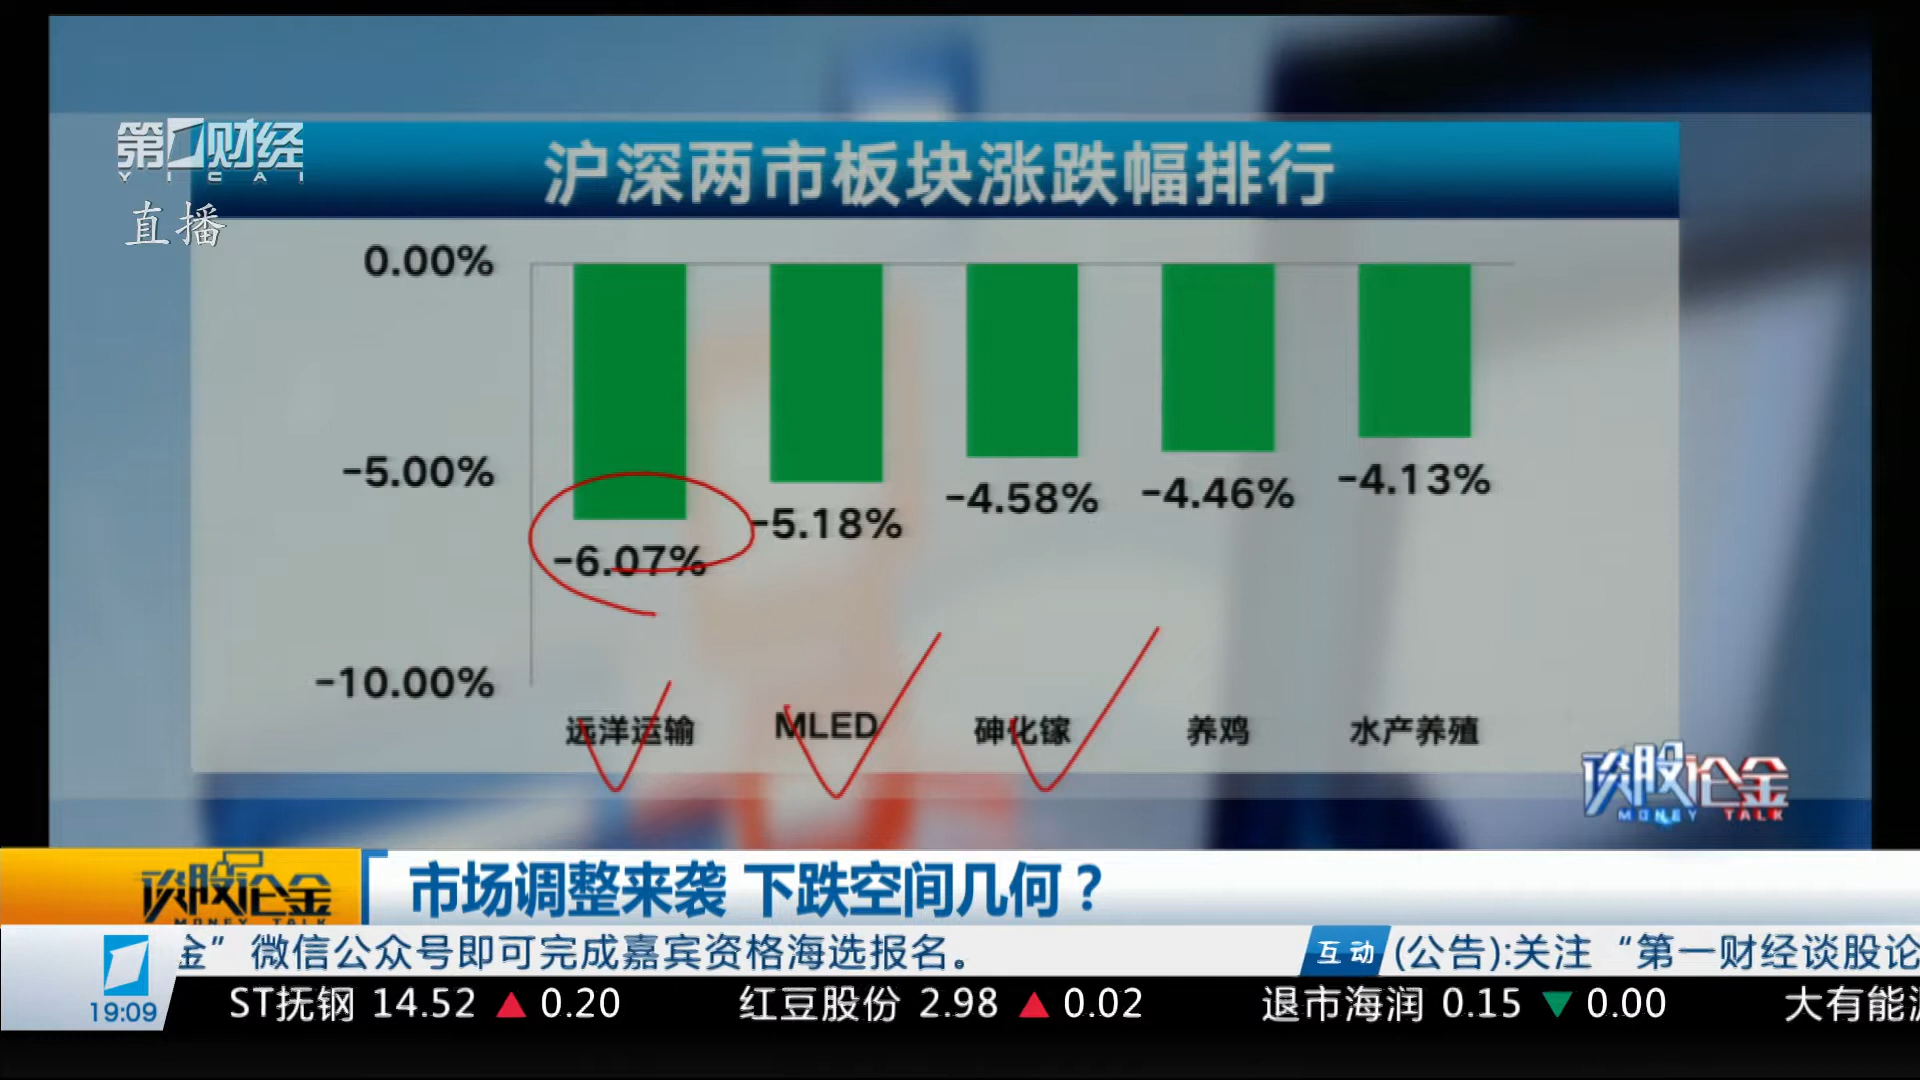 第1财经
YICAI
直播
沪深两市板块涨跌幅排行
0.00%
-5.00%
-10.00%
-6.07%
-5.18%
-4.58%
-4.46%
-4.13%
远洋运输 MLED 砷化镓 养鸡 水产养殖
谈股论金
MONEY TALK
谈股论金
MONEY TALK
市场调整来袭 下跌空间几何？
金”微信公众号即可完成嘉宾资格海选报名。 互动 (公告):关注“第一财经谈股论
19:09
ST抚钢 14.52 ▲ 0.20 红豆股份 2.98 ▲ 0.02 退市海润 0.15 ▼ 0.00 大有能源